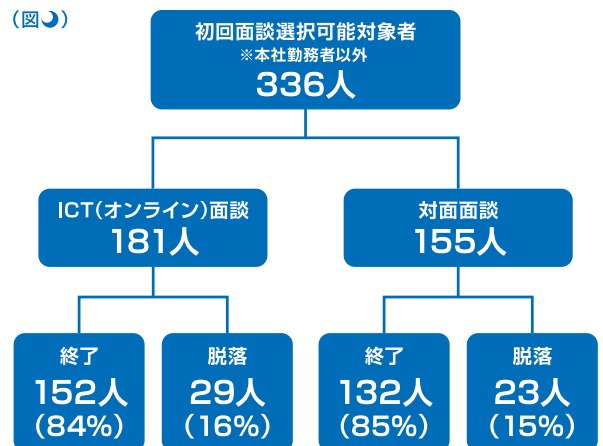 （図🌙）
初回面談選択可能対象者
※本社勤務者以外
336人
ICT（オンライン）面談
181人
対面面談
155人
終了
152人
（84%）
脱落
29人
（16%）
終了
132人
（85%）
脱落
23人
（15%）